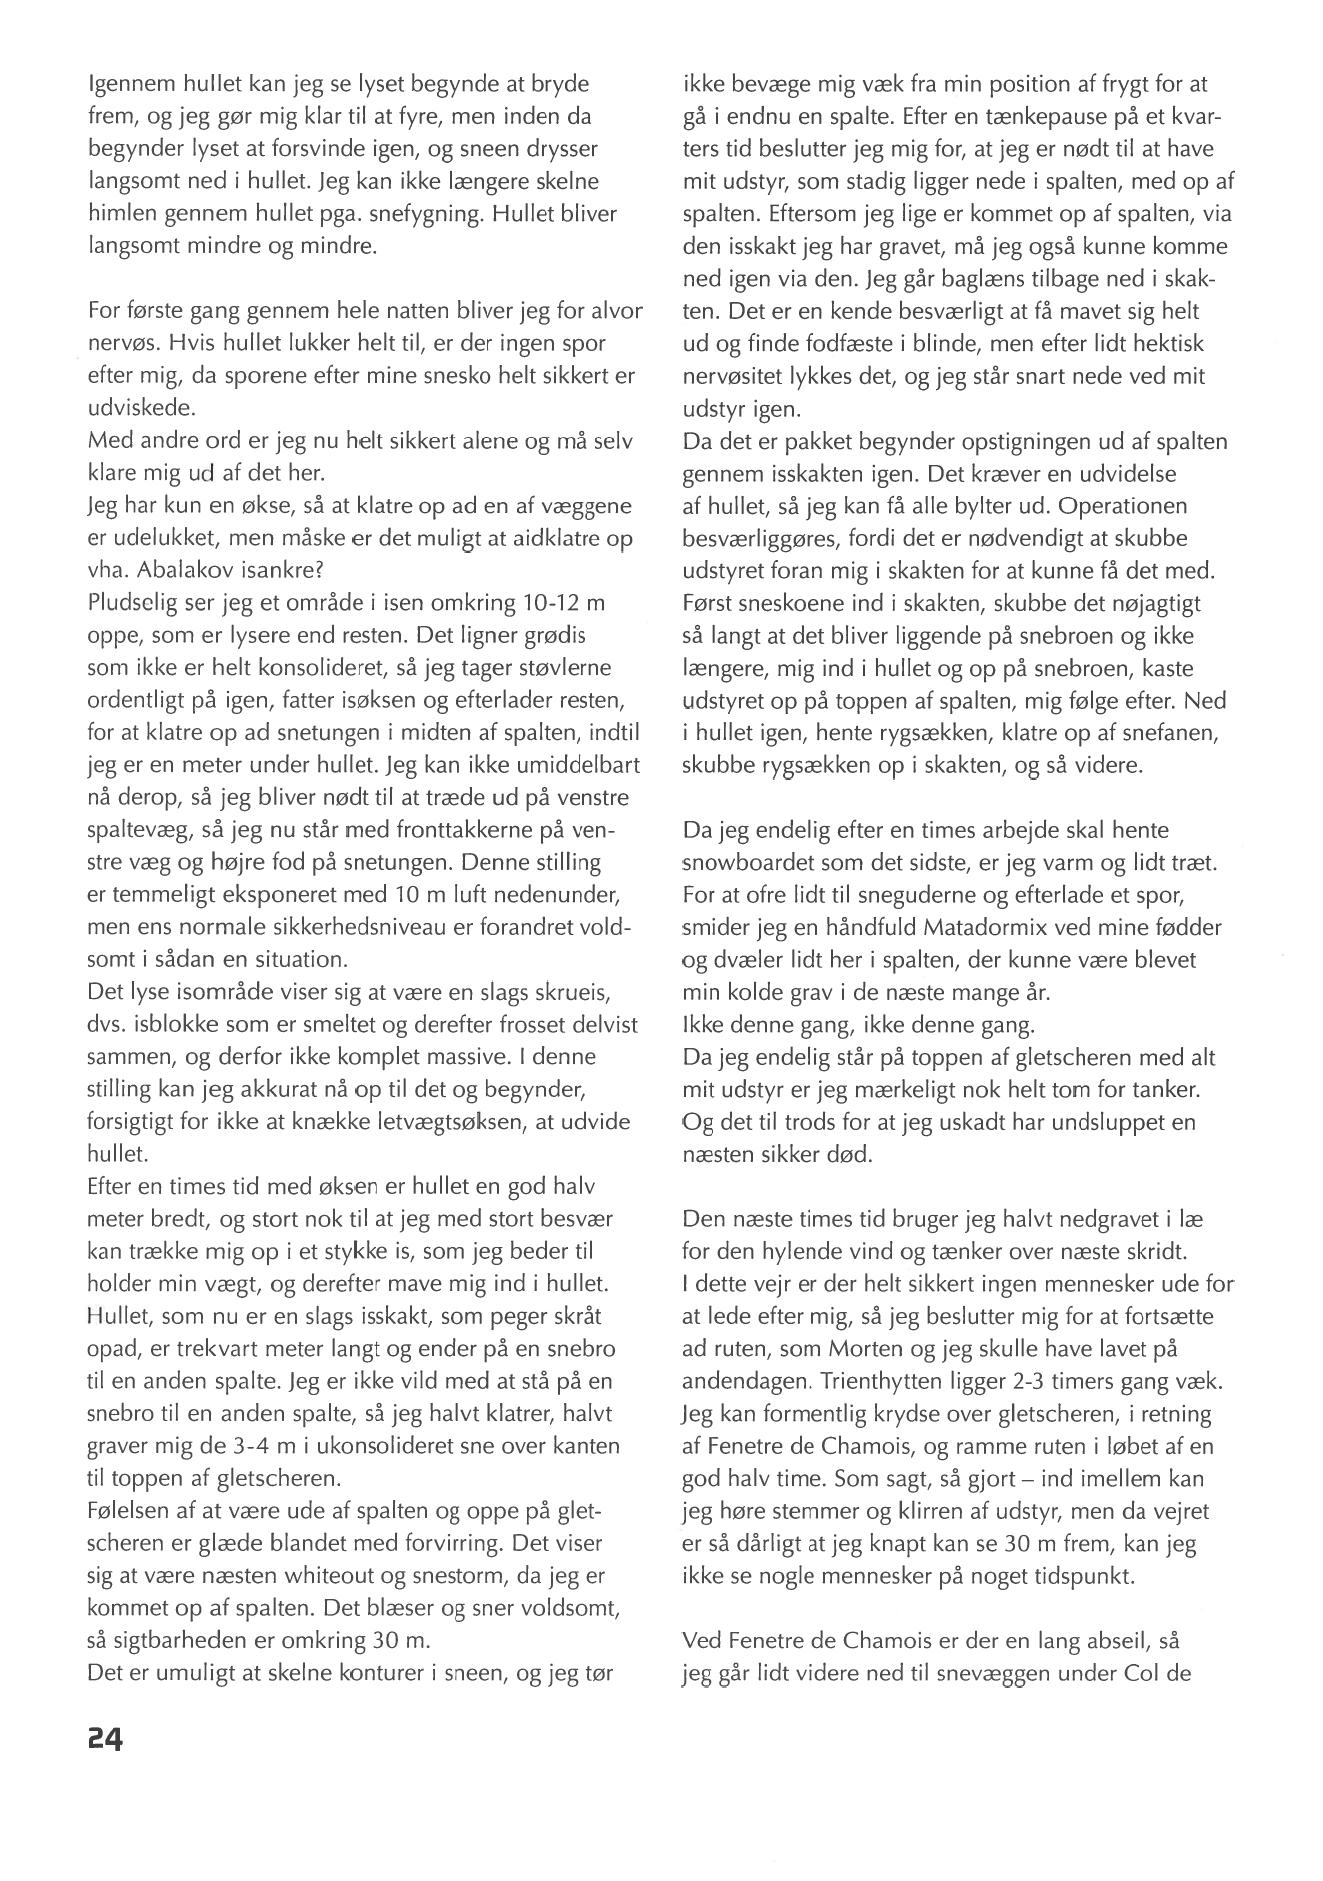 Igennem hullet kan jeg se lyset begynde at bryde
frem, og jeg gør mig klar til at fyre, men inden da
begynder lyset at forsvinde igen, og sneen drysser
langsomt ned i hullet. Jeg kan ikke længere skelne
himlen gennem hullet pga. snefygning. Hullet bliver
langsomt mindre og mindre.

For første gang gennem hele natten bliver jeg for alvor
nervøs. Hvis hullet lukker helt til, er der ingen spor
efter mig, da sporene efter mine snesko helt sikkert er
udviskede.
Med andre ord er jeg nu helt sikkert alene og må selv
klare mig ud af det her.
Jeg har kun en økse, så at klatre op ad en af væggene
er udelukket, men måske er det muligt at aidklatre op
vha. Abalakov isankre?
Pludselig ser jeg et område i isen omkring 10-12 m
oppe, som er lysere end resten. Det ligner grødis
som ikke er helt konsolideret, så jeg tager støvlerne
ordentligt på igen, fatter isøksen og efterlader resten,
for at klatre op ad snetungen i midten af spalten, indtil
jeg er en meter under hullet. Jeg kan ikke umiddelbart
nå derop, så jeg bliver nødt til at træde ud på venstre
spaltevæg, så jeg nu står med fronttakkerne på ven-
stre væg og højre fod på snetungen. Denne stilling
er temmeligt eksponeret med 10 m luft nedenunder,
men ens normale sikkerhedsniveau er forandret vold-
somt i sådan en situation.
Det lyse isområde viser sig at være en slags skrueis,
dvs. isblokke som er smeltet og derefter frosset delvist
sammen, og derfor ikke komplet massive. I denne
stilling kan jeg akkurat nå op til det og begynder,
forsigtigt for ikke at knække letvægtsøksen, at udvide
hullet.
Efter en times tid med øksen er hullet en god halv
meter bredt, og stort nok til at jeg med stort besvær
kan trække mig op i et stykke is, som jeg beder til
holder min vægt, og derefter mave mig ind i hullet.
Hullet, som nu er en slags isskakt, som peger skråt
opad, er trekvart meter langt og ender på en snebro
til en anden spalte. Jeg er ikke vild med at stå på en
snebro til en anden spalte, så jeg halvt klatrer, halvt
graver mig de 3-4 m i ukonsolideret sne over kanten
til toppen af gletscheren.
Følelsen af at være ude af spalten og oppe på glet-
scheren er glæde blandet med forvirring. Det viser
sig at være næsten whiteout og snestorm, da jeg er
kommet op af spalten. Det blæser og sner voldsomt,
så sigtbarheden er omkring 30 m.
Det er umuligt at skelne konturer i sneen, og jeg tør

ikke bevæge mig væk fra min position af frygt for at
gå i endnu en spalte. Efter en tænkepause på et kvar-
ters tid beslutter jeg mig for, at jeg er nødt til at have
mit udstyr, som stadig ligger nede i spalten, med op af
spalten. Eftersom jeg lige er kommet op af spalten, via
den isskakt jeg har gravet, må jeg også kunne komme
ned igen via den. Jeg går baglæns tilbage ned i skak-
ten. Det er en kende besværligt at få mavet sig helt
ud og finde fodfæste i blinde, men efter lidt hektisk
nervøsitet lykkes det, og jeg står snart nede ved mit
udstyr igen.
Da det er pakket begynder opstigningen ud af spalten
gennem isskakten igen. Det kræver en udvidelse
af hullet, så jeg kan få alle bylter ud. Operationen
besværliggøres, fordi det er nødvendigt at skubbe
udstyret foran mig i skakten for at kunne få det med.
Først sneskoene ind i skakten, skubbe det nøjagtigt
så langt at det bliver liggende på snebroen og ikke
længere, mig ind i hullet og op på snebroen, kaste
udstyret op på toppen af spalten, mig følge efter. Ned
i hullet igen, hente rygsækken, klatre op af snefanen,
skubbe rygsækken op i skakten, og så videre.

Da jeg endelig efter en times arbejde skal hente
snowboardet som det sidste, er jeg varm og lidt træt.
For at ofre lidt til sneguderne og efterlade et spor,
smider jeg en håndfuld Matadormix ved mine fødder
og dvæler lidt her i spalten, der kunne være blevet
min kolde grav i de næste mange år.
Ikke denne gang, ikke denne gang.
Da jeg endelig står på toppen af gletscheren med alt
mit udstyr er jeg mærkeligt nok helt tom for tanker.
Og det til trods for at jeg uskadt har undsluppet en
næsten sikker død.

Den næste times tid bruger jeg halvt nedgravet i læ
for den hylende vind og tænker over næste skridt.
I dette vejr er der helt sikkert ingen mennesker ude for
at lede efter mig, så jeg beslutter mig for at fortsætte
ad ruten, som Morten og jeg skulle have lavet på
andendagen. Trienthytten ligger 2-3 timers gang væk.
Jeg kan formentlig krydse over gletscheren, i retning
af Fenetre de Chamois, og ramme ruten i løbet af en
god halv time. Som sagt, så gjort – ind imellem kan
jeg høre stemmer og klirren af udstyr, men da vejret
er så dårligt at jeg knapt kan se 30 m frem, kan jeg
ikke se nogle mennesker på noget tidspunkt.

Ved Fenetre de Chamois er der en lang abseil, så
jeg går lidt videre ned til snevæggen under Col de

24